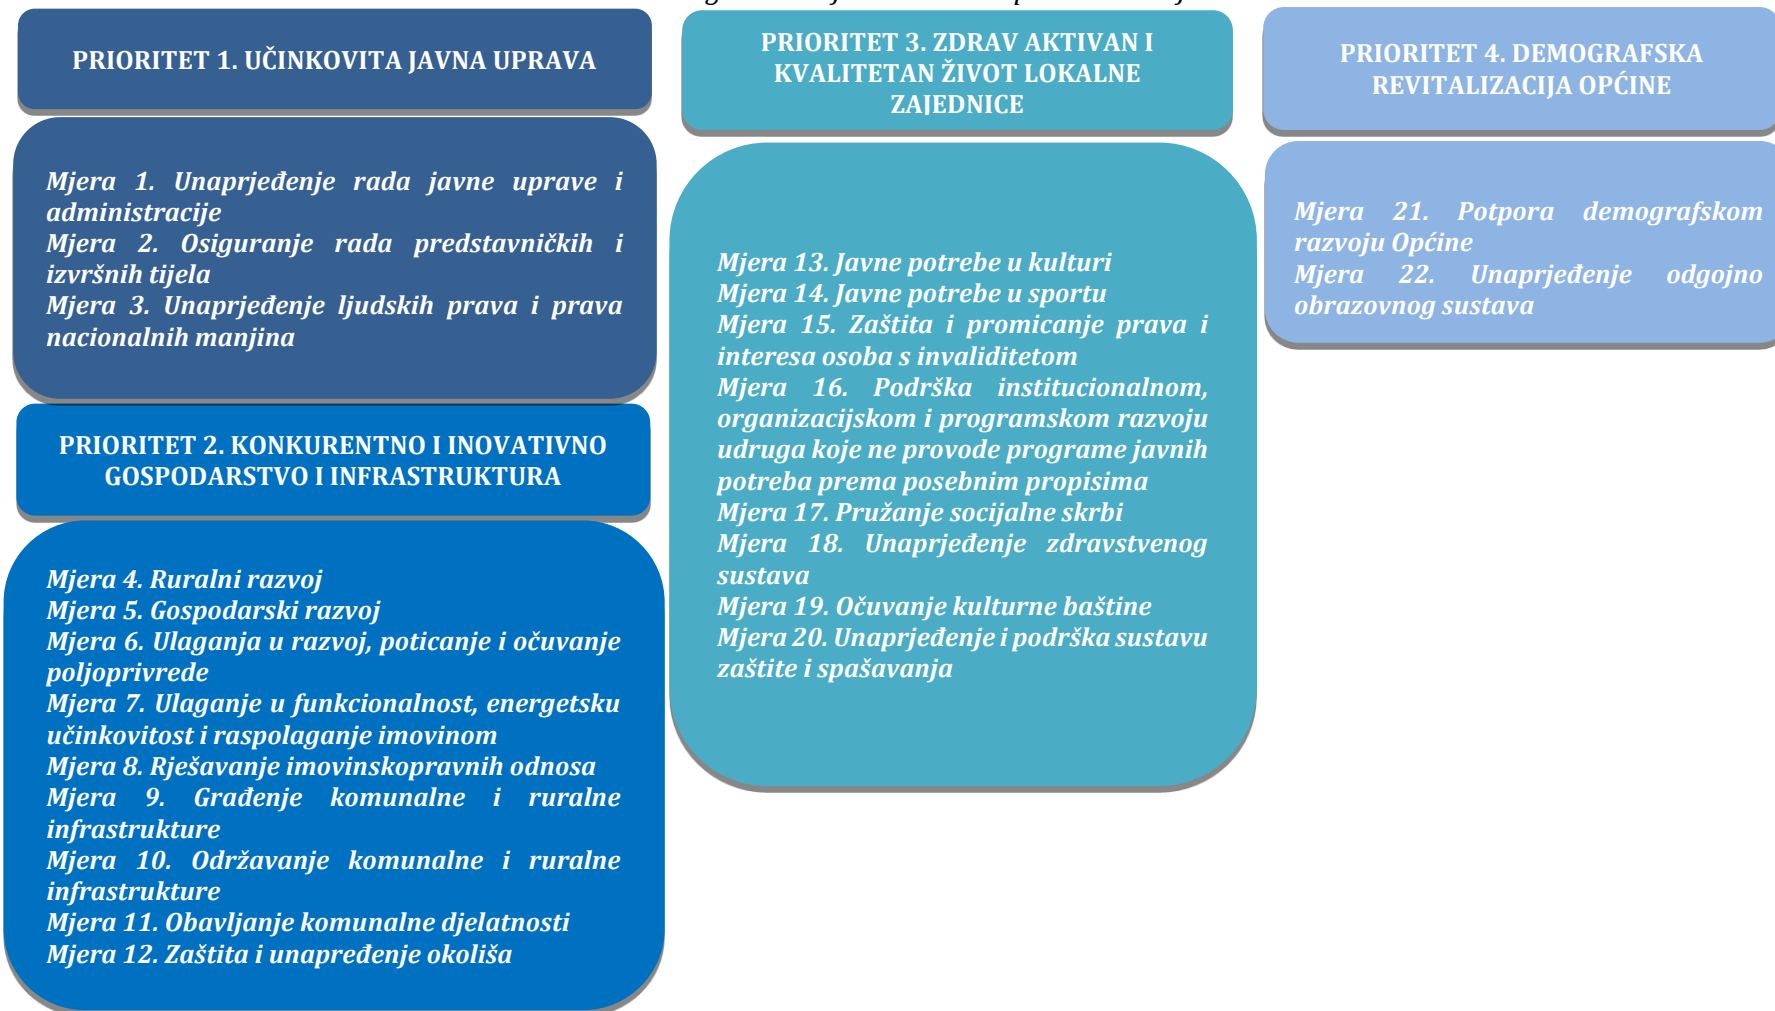 PRIORITET 1. UČINKOVITA JAVNA UPRAVA
Mjera 1. Unaprjeđenje rada javne uprave i
administracije
Mjera 2. Osiguranje rada predstavničkih i
izvršnih tijela
Mjera 3. Unaprjeđenje ljudskih prava i prava
nacionalnih manjina
PRIORITET 2. KONKURENTNO I INOVATIVNO
GOSPODARSTVO I INFRASTRUKTURA
Mjera 4. Ruralni razvoj
Mjera 5. Gospodarski razvoj
Mjera 6. Ulaganja u razvoj, poticanje i očuvanje
poljoprivrede
Mjera 7. Ulaganje u funkcionalnost, energetsku
učinkovitost i raspolaganje imovinom
Mjera 8. Rješavanje imovinskopravnih odnosa
Mjera 9. Građenje komunalne i ruralne
infrastrukture
Mjera 10. Održavanje komunalne i ruralne
infrastrukture
Mjera 11. Obavljanje komunalne djelatnosti
Mjera 12. Zaštita i unapređenje okoliša
PRIORITET 3. ZDRAV AKTIVAN I
KVALITETAN ŽIVOT LOKALNE
ZAJEDNICE
Mjera 13. Javne potrebe u kulturi
Mjera 14. Javne potrebe u sportu
Mjera 15. Zaštita i promicanje prava i
interesa osoba s invaliditetom
Mjera 16. Podrška institucionalnom,
organizacijskom i programskom razvoju
udruga koje ne provode programe javnih
potreba prema posebnim propisima
Mjera 17. Pružanje socijalne skrbi
Mjera 18. Unaprjeđenje zdravstvenog
sustava
Mjera 19. Očuvanje kulturne baštine
Mjera 20. Unaprjeđenje i podrška sustavu
zaštite i spašavanja
PRIORITET 4. DEMOGRAFSKA
REVITALIZACIJA OPĆINE
Mjera 21. Potpora demografskom
razvoju Općine
Mjera 22. Unaprjeđenje odgojno
obrazovnog sustava